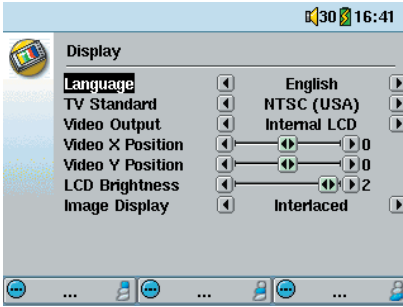 30 16:41
Display
Language English
TV Standard NTSC (USA)
Video Output Internal LCD
Video X Position 0
Video Y Position 0
LCD Brightness 2
Image Display Interlaced
... ... ...